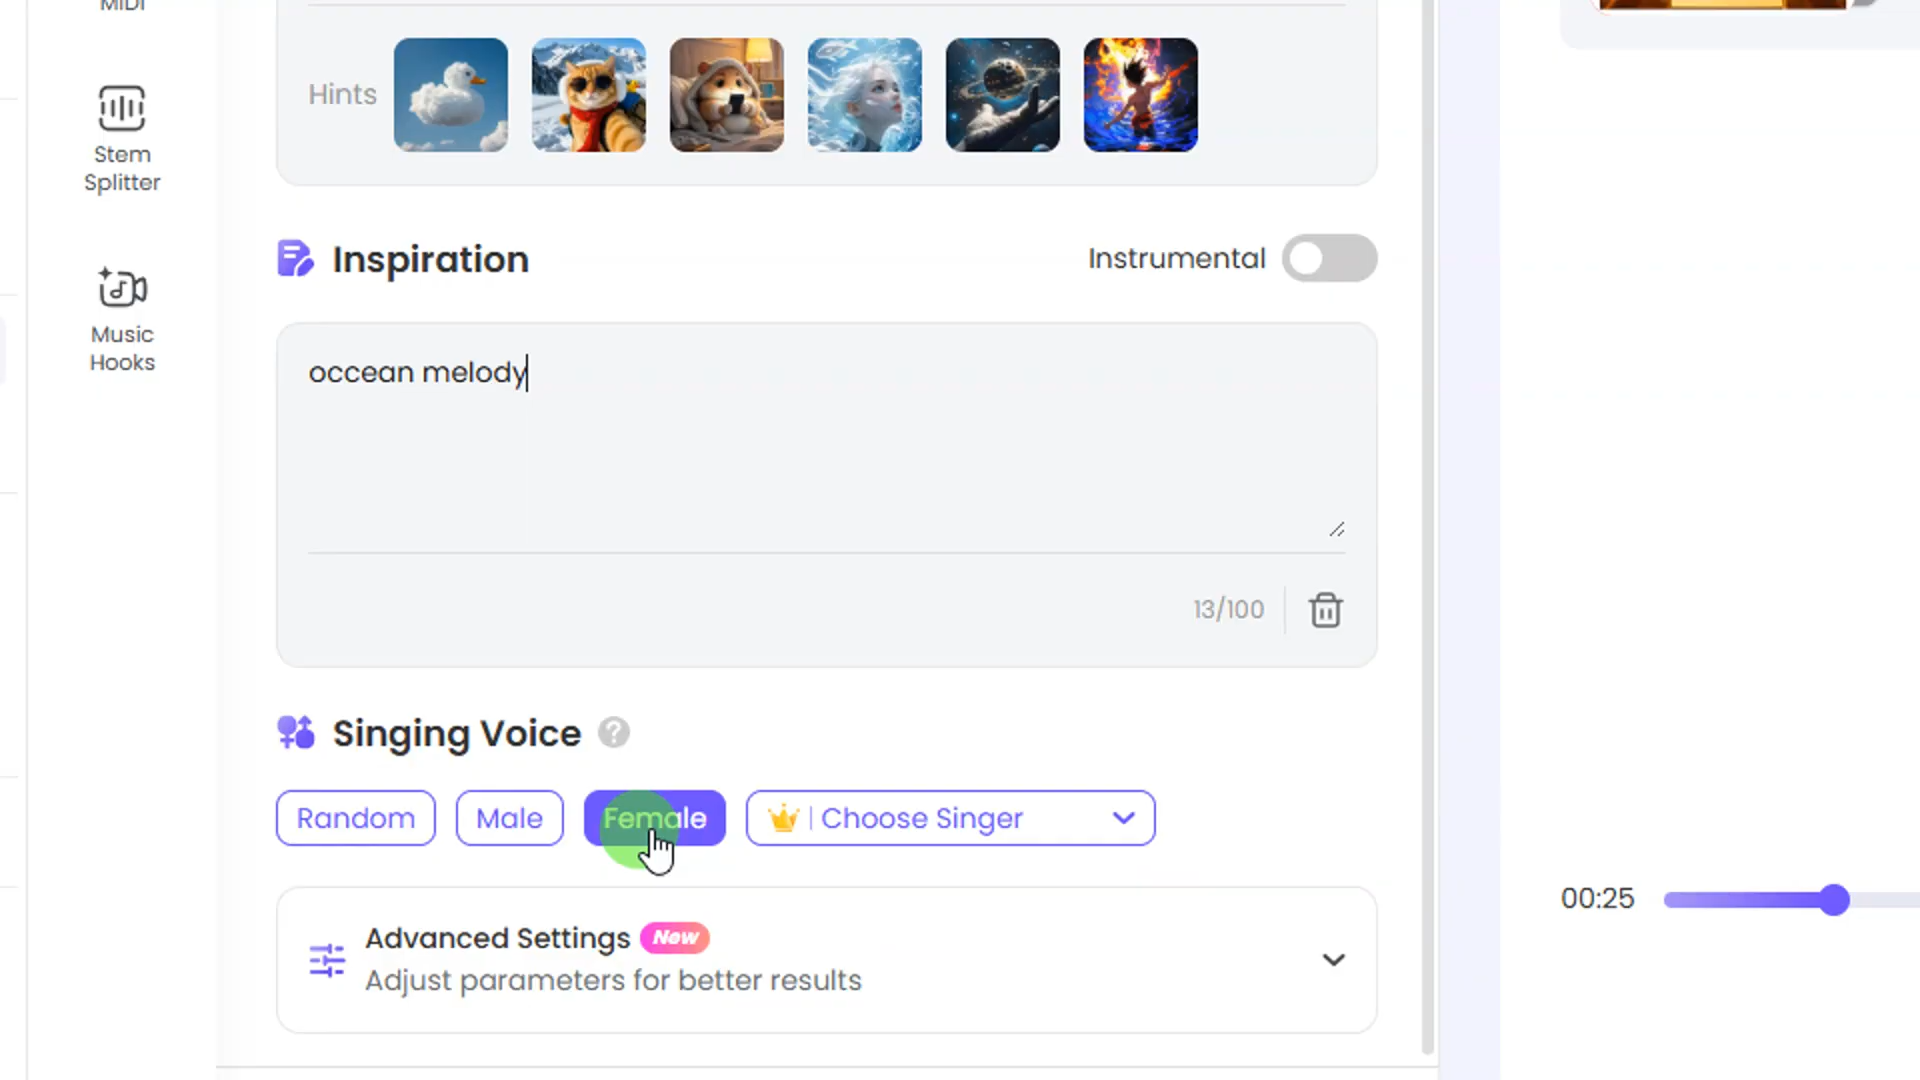 MIDI
Stem
Splitter
Music
Hooks
Hints
Inspiration
Instrumental
occean melody
13/100
Singing Voice
?
Random
Male
Female
| Choose Singer
Advanced Settings New
Adjust parameters for better results
00:25